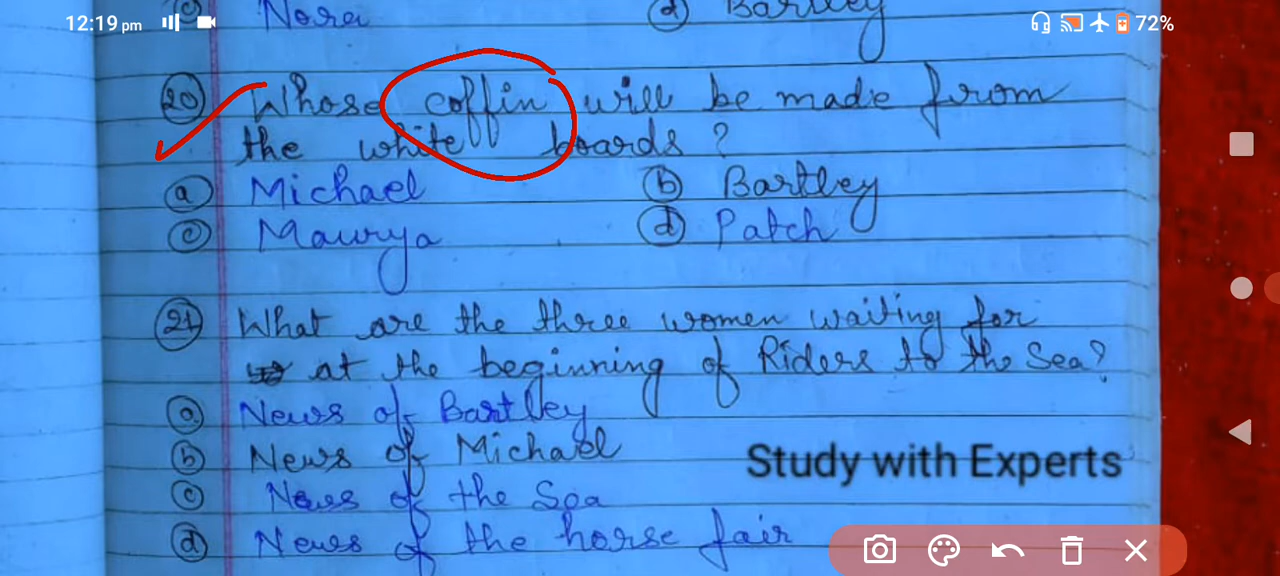 12:19 pm
72%
(c) Nora (d) Bartley
(20) Whose coffin will be made from
the white boards ?
(a) Michael (b) Bartley
(c) Maurya (d) Patch
(21) What are the three women waiting for
at the beginning of Riders to the Sea?
(a) News of Bartley
(b) News of Michael
(c) News of the Sea
(d) News of the horse fair
Study with Experts